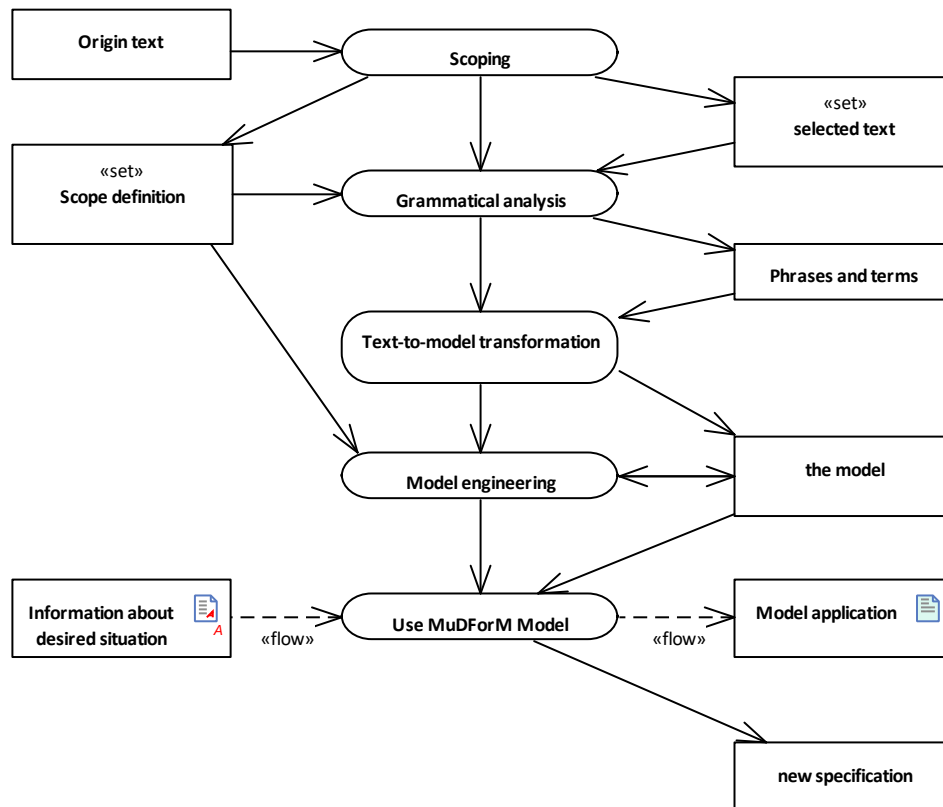 Origin text
Scoping
«set»
selected text
«set»
Scope definition
Grammatical analysis
Phrases and terms
Text-to-model transformation
the model
Model engineering
Information about
desired situation
A
«flow»
Use MuDForM Model
«flow»
Model application
new specification